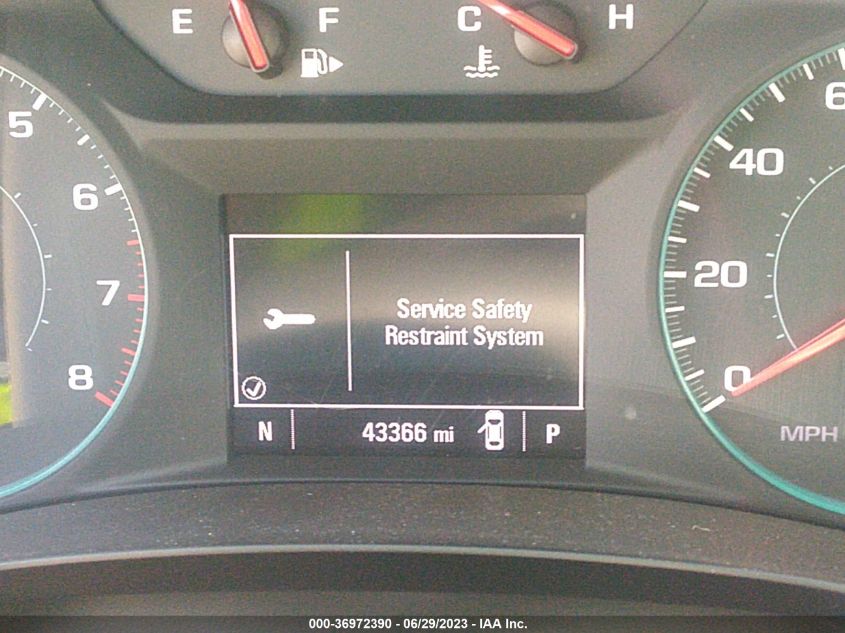 E F C H
5
6
7
8
6
40
20
0
MPH
Service Safety
Restraint System
N 43366 mi P
000-36972390 - 06/29/2023 - IAA Inc.